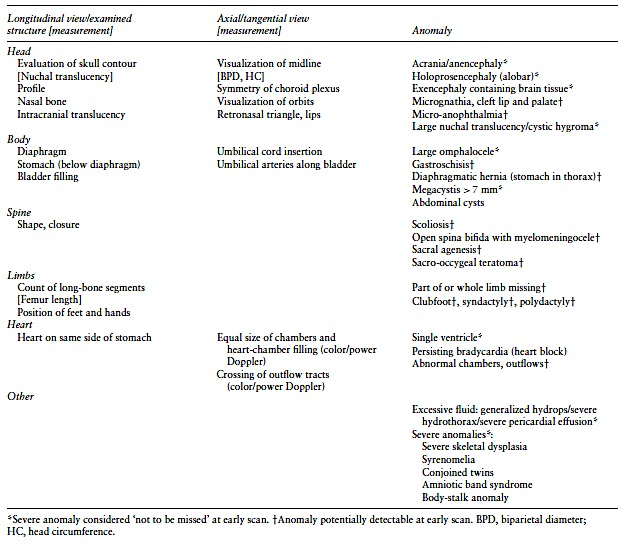 Longitudinal view/examined structure [measurement] Axial/tangential view [measurement] Anomaly
Head
Evaluation of skull contour Visualization of midline Acrania/anencephaly*
[Nuchal translucency] [BPD, HC] Holoprosencephaly (alobar)*
Profile Symmetry of choroid plexus Exencephaly containing brain tissue*
Nasal bone Visualization of orbits Micrognathia, cleft lip and palate†
Intracranial translucency Retronasal triangle, lips Micro-anophthalmia†
Large nuchal translucency/cystic hygroma*
Body
Diaphragm Umbilical cord insertion Large omphalocele*
Stomach (below diaphragm) Umbilical arteries along bladder Gastroschisis†
Bladder filling Diaphragmatic hernia (stomach in thorax)†
Megacystis > 7 mm*
Abdominal cysts
Spine
Shape, closure Scoliosis†
Open spina bifida with myelomeningocele†
Sacral agenesis†
Sacro-occygeal teratoma†
Limbs
Count of long-bone segments Part of or whole limb missing†
[Femur length] Clubfoot†, syndactyly†, polydactyly†
Position of feet and hands
Heart
Heart on same side of stomach Equal size of chambers and Single ventricle*
heart-chamber filling (color/power Persisting bradycardia (heart block)
Doppler) Abnormal chambers, outflows†
Crossing of outflow tracts
(color/power Doppler)
Other
Excessive fluid: generalized hydrops/severe
hydrothorax/severe pericardial effusion*
Severe anomalies*:
Severe skeletal dysplasia
Syrenomelia
Conjoined twins
Amniotic band syndrome
Body-stalk anomaly
*Severe anomaly considered ‘not to be missed’ at early scan. †Anomaly potentially detectable at early scan. BPD, biparietal diameter;
HC, head circumference.